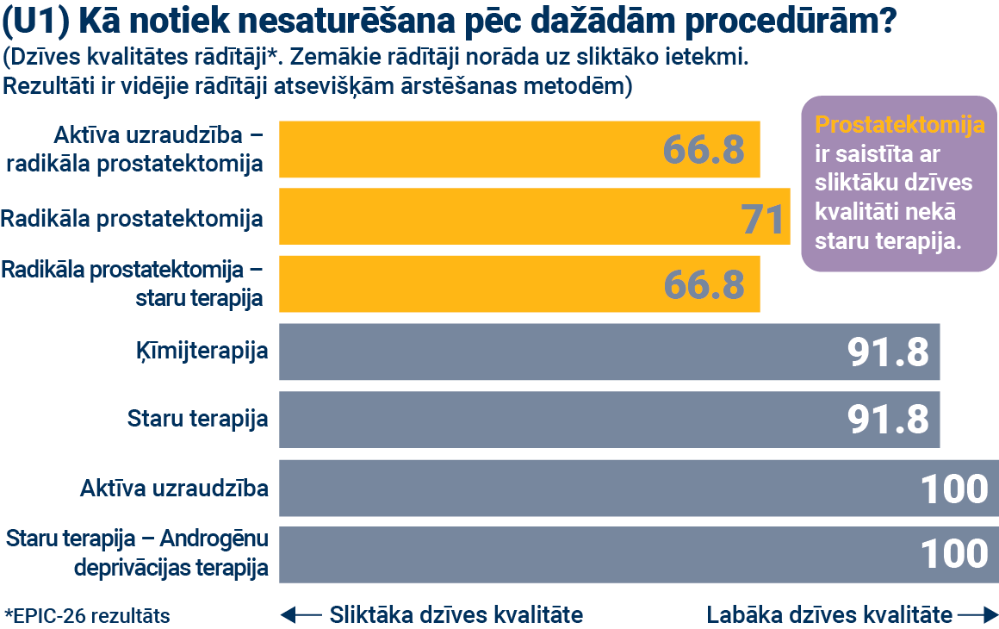 (U1) Kā notiek nesaturēšana pēc dažādām procedūrām?
(Dzīves kvalitātes rādītāji*. Zemākie rādītāji norāda uz sliktāko ietekmi.
Rezultāti ir vidējie rādītāji atsevišķām ārstēšanas metodēm)
Aktīva uzraudzība –
radikāla prostatektomija
66.8
Radikāla prostatektomija
71
Radikāla prostatektomija –
staru terapija
66.8
Ķīmijterapija
91.8
Staru terapija
91.8
Aktīva uzraudzība
100
Staru terapija – Androgēnu
deprivācijas terapija
100
Prostatektomija
ir saistīta ar
sliktāku dzīves
kvalitāti nekā
staru terapija.
*EPIC-26 rezultāts
Sliktāka dzīves kvalitāte
Labāka dzīves kvalitāte